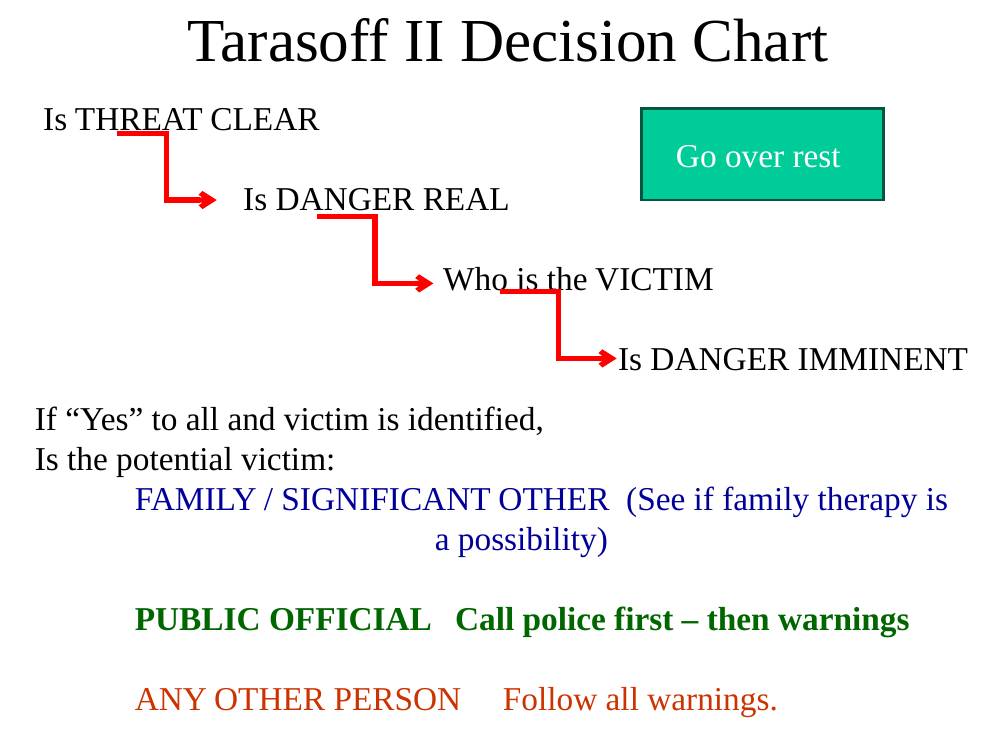 Tarasoff II Decision Chart
Is THREAT CLEAR
Go over rest
Is DANGER REAL
Who is the VICTIM
Is DANGER IMMINENT
If “Yes” to all and victim is identified,
Is the potential victim:
FAMILY / SIGNIFICANT OTHER (See if family therapy is
a possibility)
PUBLIC OFFICIAL Call police first – then warnings
ANY OTHER PERSON Follow all warnings.